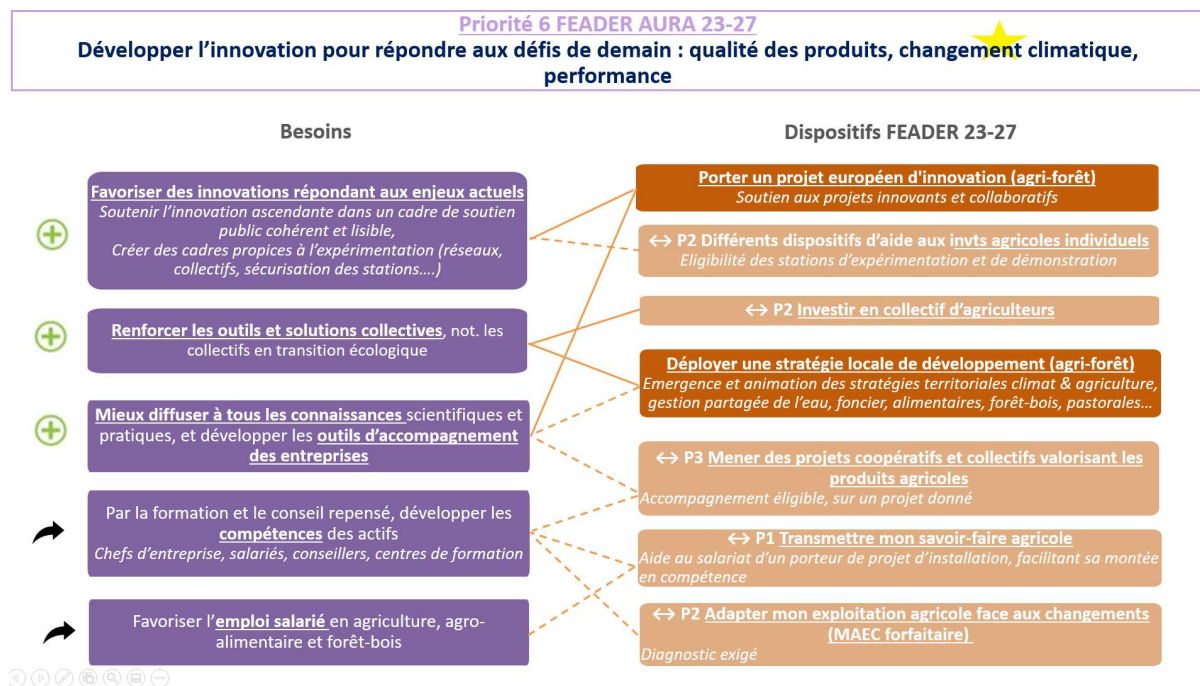 Priorité 6 FEADER AURA 23-27
Développer l’innovation pour répondre aux défis de demain : qualité des produits, changement climatique,
performance
Besoins
Favoriser des innovations répondant aux enjeux actuels
Soutenir l’innovation ascendante dans un cadre de soutien
public cohérent et lisible,
Créer des cadres propices à l’expérimentation (réseaux,
collectifs, sécurisation des stations….)
Renforcer les outils et solutions collectives, not. les
collectifs en transition écologique
Mieux diffuser à tous les connaissances scientifiques et
pratiques, et développer les outils d’accompagnement
des entreprises
Par la formation et le conseil repensé, développer les
compétences des actifs
Chefs d’entreprise, salariés, conseillers, centres de formation
Favoriser l’emploi salarié en agriculture, agro-
alimentaire et forêt-bois
Dispositifs FEADER 23-27
Porter un projet européen d'innovation (agri-forêt)
Soutien aux projets innovants et collaboratifs
↔ P2 Différents dispositifs d’aide aux invts agricoles individuels
Eligibilité des stations d’expérimentation et de démonstration
↔ P2 Investir en collectif d’agriculteurs
Déployer une stratégie locale de développement (agri-forêt)
Emergence et animation des stratégies territoriales climat & agriculture,
gestion partagée de l’eau, foncier, alimentaires, forêt-bois, pastorales…
↔ P3 Mener des projets coopératifs et collectifs valorisant les
produits agricoles
Accompagnement éligible, sur un projet donné
↔ P1 Transmettre mon savoir-faire agricole
Aide au salariat d’un porteur de projet d’installation, facilitant sa montée
en compétence
↔ P2 Adapter mon exploitation agricole face aux changements
(MAEC forfaitaire)
Diagnostic exigé